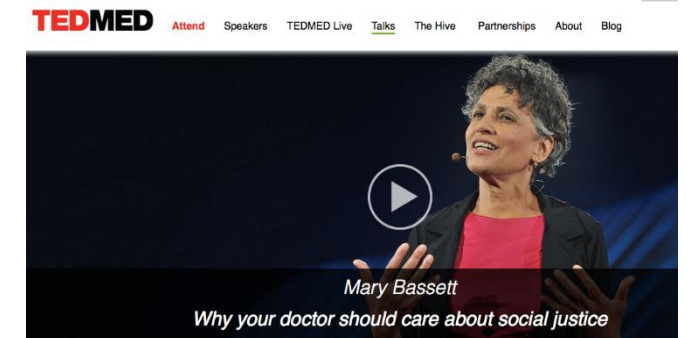 TEDMED Attend Speakers TEDMED Live Talks The Hive Partnerships About Blog
Mary Bassett
Why your doctor should care about social justice